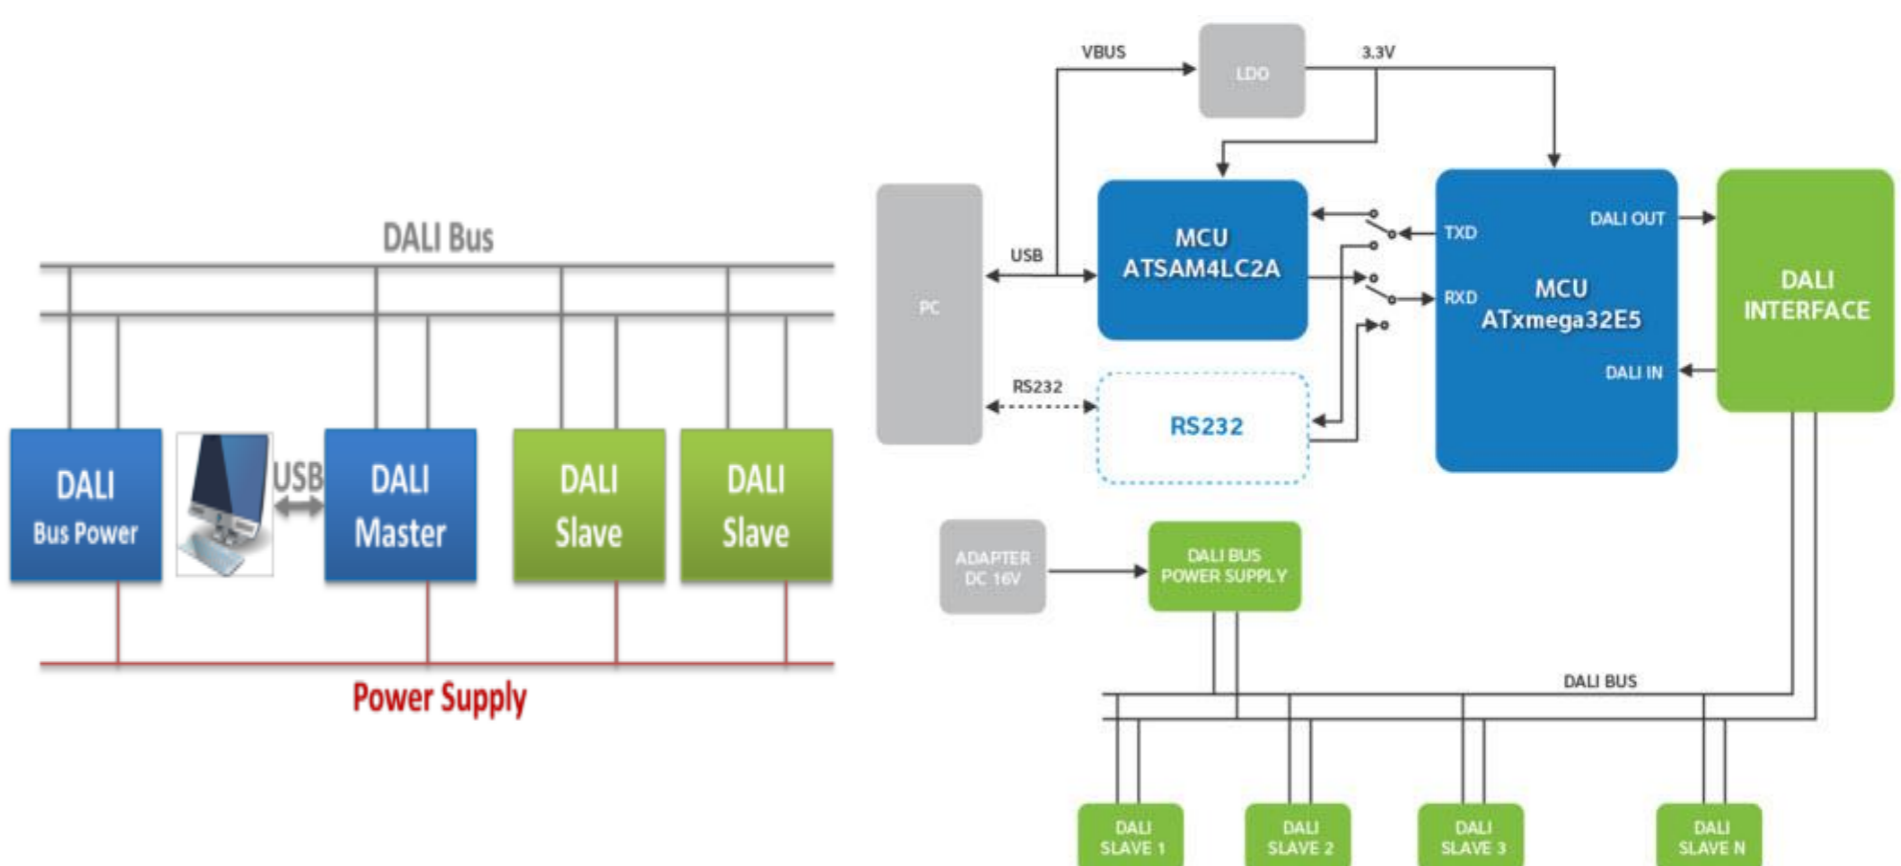 DALI Bus
DALI
Bus Power
USB
DALI
Master
DALI
Slave
DALI
Slave
Power Supply
VBUS
LDO
3.3V
PC
USB
MCU
ATSAM4LC2A
TXD
RXD
DALI OUT
MCU
ATxmega32E5
DALI IN
DALI
INTERFACE
RS232
RS232
ADAPTER
DC 16V
DALI BUS
POWER SUPPLY
DALI BUS
DALI
SLAVE 1
DALI
SLAVE 2
DALI
SLAVE 3
DALI
SLAVE N